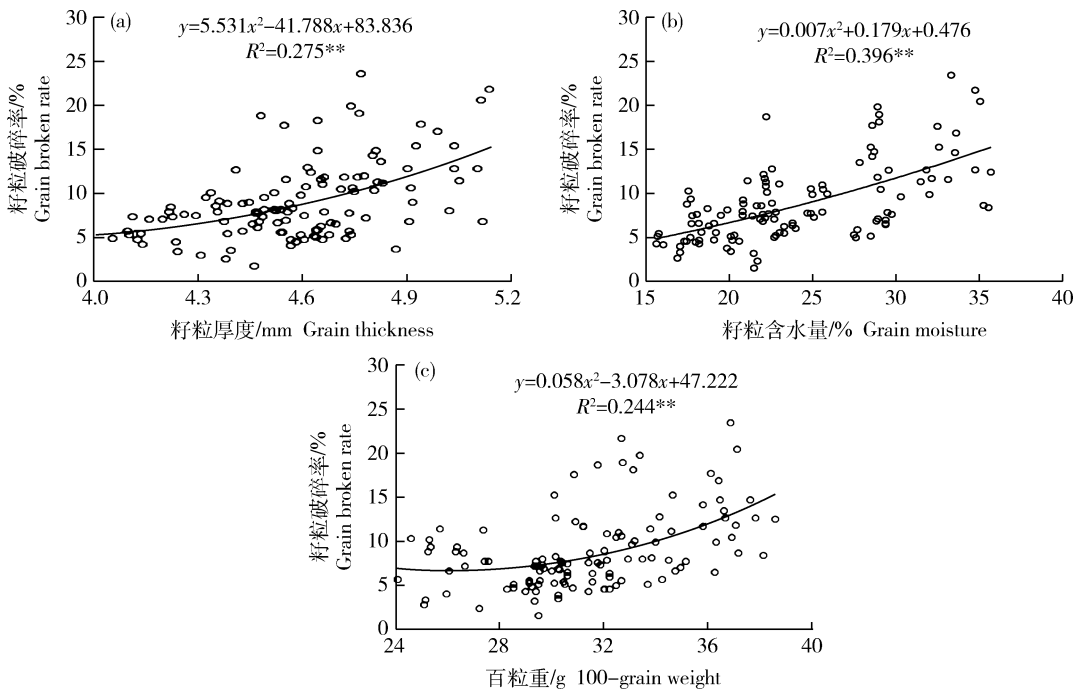 (a)
y=5.531x²−41.788x+83.836
R²=0.275**
籽粒破碎率/%
Grain broken rate
30
25
20
15
10
5
0
4.0 4.3 4.6 4.9 5.2
籽粒厚度/mm Grain thickness
(b)
y=0.007x²+0.179x+0.476
R²=0.396**
籽粒破碎率/%
Grain broken rate
30
25
20
15
10
5
0
15 20 25 30 35 40
籽粒含水量/% Grain moisture
(c)
y=0.058x²−3.078x+47.222
R²=0.244**
籽粒破碎率/%
Grain broken rate
30
25
20
15
10
5
0
24 28 32 36 40
百粒重/g 100−grain weight